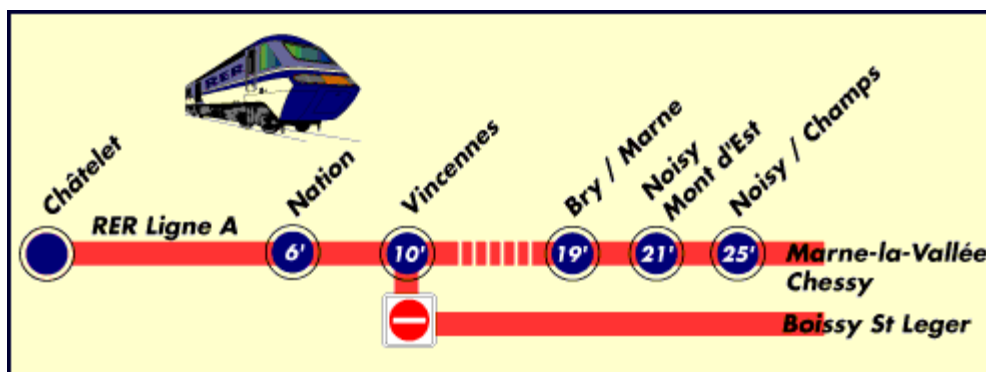 RER
Châtelet
Nation
Vincennes
Bry / Marne
Noisy
Mont d'Est
Noisy / Champs
RER Ligne A
6'
10'
19'
21'
25'
Marne-la-Vallée
Chessy
Boissy St Leger